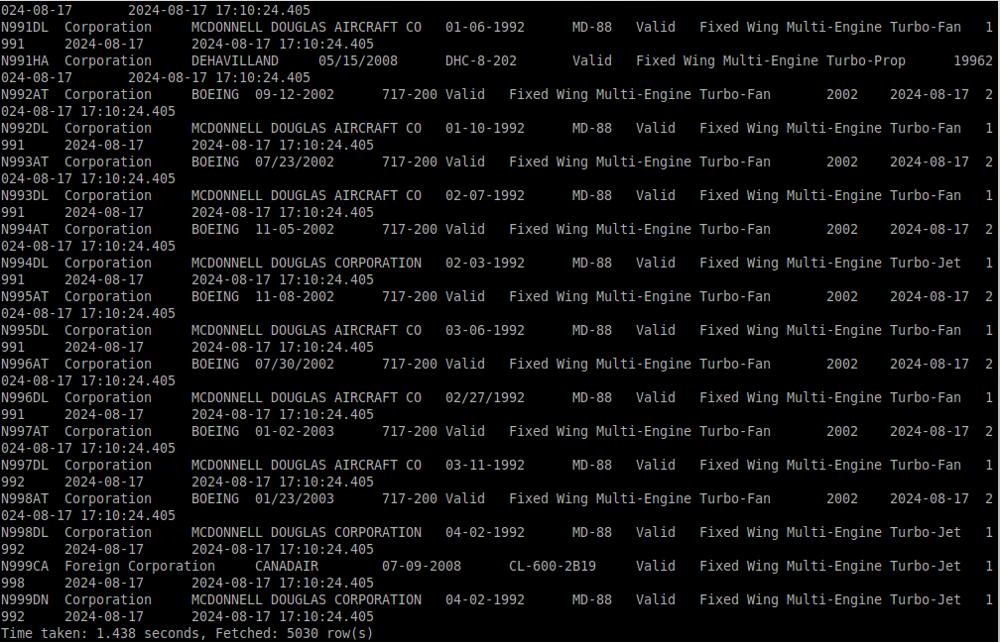 024-08-17       2024-08-17 17:10:24.405
N991DL  Corporation     MCDONNELL DOUGLAS AIRCRAFT CO   01-06-1992      MD-88   Valid   Fixed Wing Multi-Engine Turbo-Fan   1
991     2024-08-17      2024-08-17 17:10:24.405
N991HA  Corporation     DEHAVILLAND     05/15/2008      DHC-8-202       Valid   Fixed Wing Multi-Engine Turbo-Prop      19962
024-08-17       2024-08-17 17:10:24.405
N992AT  Corporation     BOEING  09-12-2002      717-200 Valid   Fixed Wing Multi-Engine Turbo-Fan       2002    2024-08-17  2
024-08-17 17:10:24.405
N992DL  Corporation     MCDONNELL DOUGLAS AIRCRAFT CO   01-10-1992      MD-88   Valid   Fixed Wing Multi-Engine Turbo-Fan   1
991     2024-08-17      2024-08-17 17:10:24.405
N993AT  Corporation     BOEING  07/23/2002      717-200 Valid   Fixed Wing Multi-Engine Turbo-Fan       2002    2024-08-17  2
024-08-17 17:10:24.405
N993DL  Corporation     MCDONNELL DOUGLAS AIRCRAFT CO   02-07-1992      MD-88   Valid   Fixed Wing Multi-Engine Turbo-Fan   1
991     2024-08-17      2024-08-17 17:10:24.405
N994AT  Corporation     BOEING  11-05-2002      717-200 Valid   Fixed Wing Multi-Engine Turbo-Fan       2002    2024-08-17  2
024-08-17 17:10:24.405
N994DL  Corporation     MCDONNELL DOUGLAS CORPORATION   02-03-1992      MD-88   Valid   Fixed Wing Multi-Engine Turbo-Jet   1
991     2024-08-17      2024-08-17 17:10:24.405
N995AT  Corporation     BOEING  11-08-2002      717-200 Valid   Fixed Wing Multi-Engine Turbo-Fan       2002    2024-08-17  2
024-08-17 17:10:24.405
N995DL  Corporation     MCDONNELL DOUGLAS AIRCRAFT CO   03-06-1992      MD-88   Valid   Fixed Wing Multi-Engine Turbo-Fan   1
991     2024-08-17      2024-08-17 17:10:24.405
N996AT  Corporation     BOEING  07/30/2002      717-200 Valid   Fixed Wing Multi-Engine Turbo-Fan       2002    2024-08-17  2
024-08-17 17:10:24.405
N996DL  Corporation     MCDONNELL DOUGLAS AIRCRAFT CO   02/27/1992      MD-88   Valid   Fixed Wing Multi-Engine Turbo-Fan   1
991     2024-08-17      2024-08-17 17:10:24.405
N997AT  Corporation     BOEING  01-02-2003      717-200 Valid   Fixed Wing Multi-Engine Turbo-Fan       2002    2024-08-17  2
024-08-17 17:10:24.405
N997DL  Corporation     MCDONNELL DOUGLAS AIRCRAFT CO   03-11-1992      MD-88   Valid   Fixed Wing Multi-Engine Turbo-Fan   1
992     2024-08-17      2024-08-17 17:10:24.405
N998AT  Corporation     BOEING  01/23/2003      717-200 Valid   Fixed Wing Multi-Engine Turbo-Fan       2002    2024-08-17  2
024-08-17 17:10:24.405
N998DL  Corporation     MCDONNELL DOUGLAS CORPORATION   04-02-1992      MD-88   Valid   Fixed Wing Multi-Engine Turbo-Jet   1
992     2024-08-17      2024-08-17 17:10:24.405
N999CA  Foreign Corporation     CANADAIR        07-09-2008      CL-600-2B19     Valid   Fixed Wing Multi-Engine Turbo-Jet   1
998     2024-08-17      2024-08-17 17:10:24.405
N999DN  Corporation     MCDONNELL DOUGLAS CORPORATION   04-02-1992      MD-88   Valid   Fixed Wing Multi-Engine Turbo-Jet   1
992     2024-08-17      2024-08-17 17:10:24.405
Time taken: 1.438 seconds, Fetched: 5030 row(s)